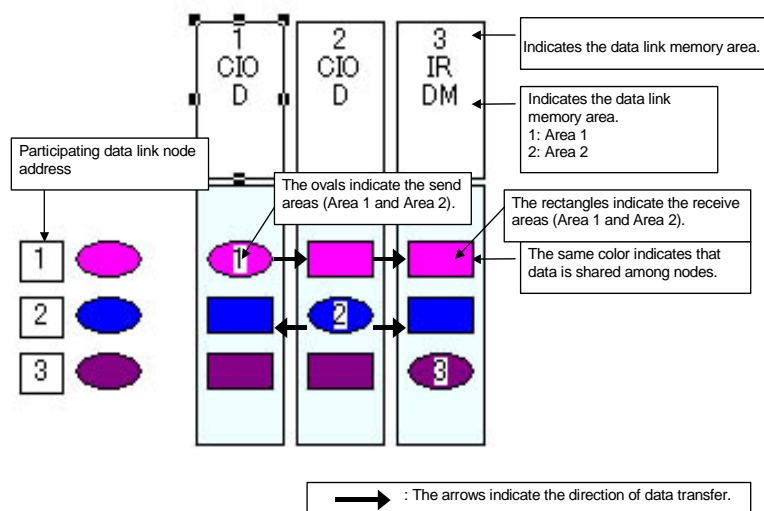 1
CIO
D
2
CIO
D
3
IR
DM
Indicates the data link memory area.
Indicates the data link
memory area.
1: Area 1
2: Area 2
Participating data link node
address
The ovals indicate the send
areas (Area 1 and Area 2).
The rectangles indicate the receive
areas (Area 1 and Area 2).
The same color indicates that
data is shared among nodes.
1
1
2
2
3
3
: The arrows indicate the direction of data transfer.